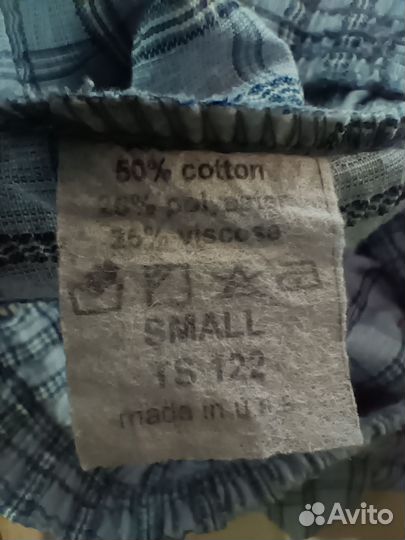 50% cotton
25% polyester
25% viscose
SMALL
TS 122
made in u.s.
Avito